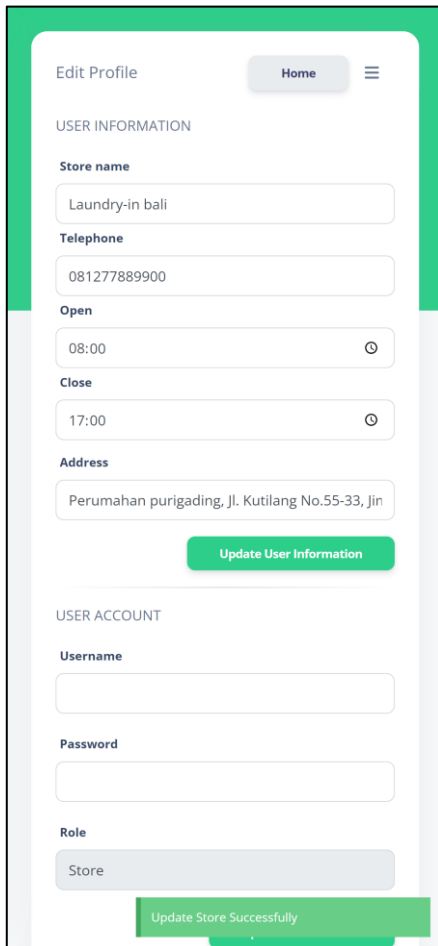 Edit Profile
Home
USER INFORMATION
Store name
Laundry-in bali
Telephone
081277889900
Open
08:00
Close
17:00
Address
Perumahan purigading, Jl. Kutilang No.55-33, Jin
Update User Information
USER ACCOUNT
Username
Password
Role
Store
Update Store Successfully